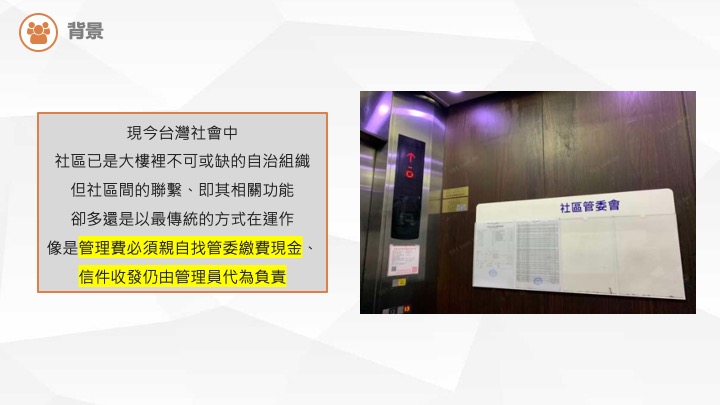 背景
現今台灣社會中
社區已是大樓裡不可或缺的自治組織
但社區間的聯繫、即其相關功能
卻多還是以最傳統的方式在運作
像是管理費必須親自找管委繳費現金、
信件收發仍由管理員代為負責
社區管委會